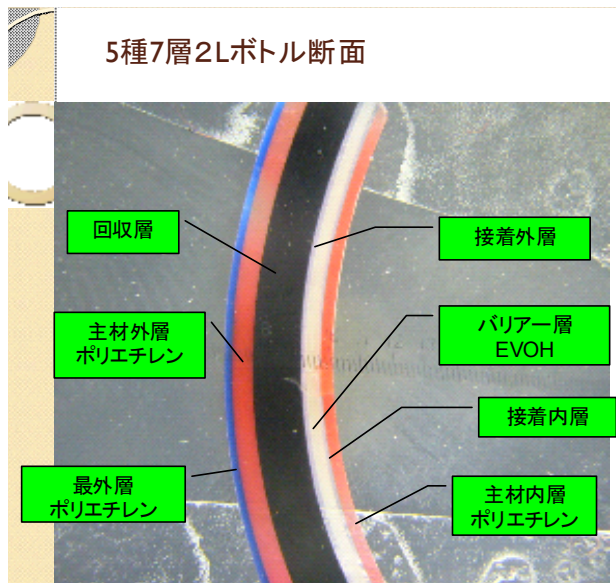 5種7層２Lボトル断面
回収層
接着外層
主材外層
ポリエチレン
バリアー層
EVOH
接着内層
最外層
ポリエチレン
主材内層
ポリエチレン